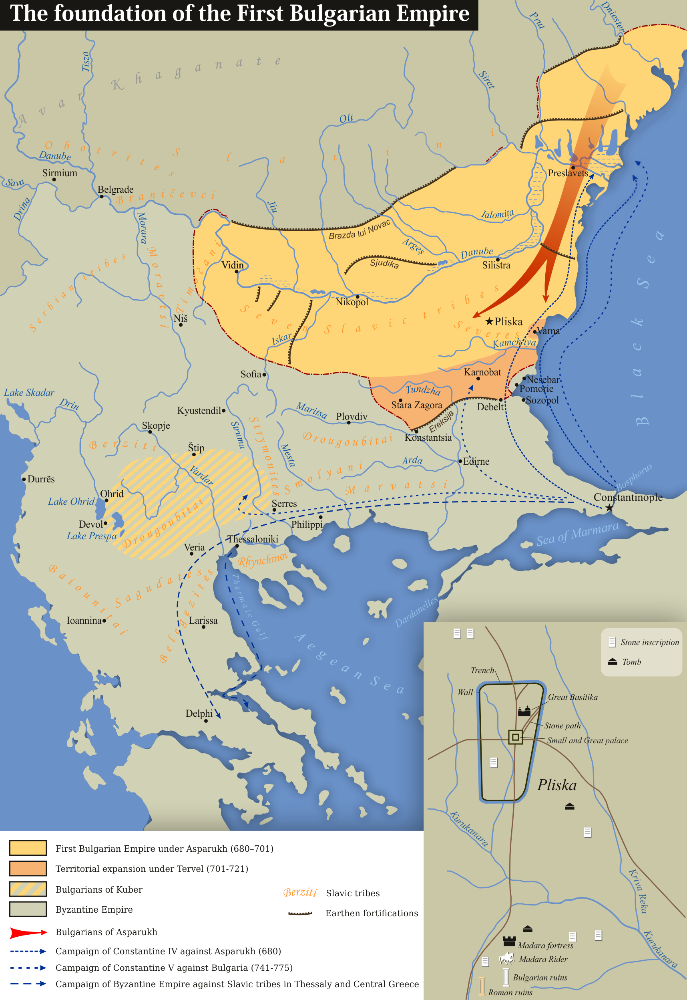 The foundation of the First Bulgarian Empire
Dniester
Prut
Tisza
Siret
Avar Khaganate
Olt
Obotrites
Slavini
Danube
Sirmium
Sava
Belgrade
Braničevci
Drina
Morara
Jiu
Preslavets
Ialomița
Brazda lui Novac
Argeș
Danube
Sjudika
Silistra
Vidin
Timočani
Moravtsi
Serbian tribes
Nikopol
Seven Slavic tribes
Niš
Pliska
Severes
Varna
Iskar
Kamchiya
Black Sea
Sofia
Karnobat
Nesebar
Pomorie
Tundzha
Stara Zagora
Debelt
Sozopol
Lake Skadar
Drin
Kyustendil
Maritsa
Plovdiv
Ereksija
Skopje
Struma
Strymonites
Konstantsia
Berziti
Štip
Drougoubitai
Mesta
Arda
Edirne
Vardar
Smolyani
Durrës
Marvatsi
Bosphorus
Ohrid
Lake Ohrid
Constantinople
Serres
Devol
Drougoubitai
Philippi
Lake Prespa
Thessaloniki
Sea of Marmara
Veria
Rhynchinoi
Baiounitai
Sagudates
Belegezites
Thermaic Gulf
Dardanelles
Ioannina
Larissa
Aegean Sea
Delphi
Stone inscription
Tomb
Trench
Wall
Great Basilika
Stone path
Small and Great palace
Pliska
Kurukanara
Kriva Reka
Kurukanara
Madara fortress
Madara Rider
Bulgarian ruins
Roman ruins
First Bulgarian Empire under Asparukh (680–701)
Territorial expansion under Tervel (701-721)
Bulgarians of Kuber
Byzantine Empire
Bulgarians of Asparukh
Campaign of Constantine IV against Asparukh (680)
Campaign of Constantine V against Bulgaria (741-775)
Campaign of Byzantine Empire against Slavic tribes in Thessaly and Central Greece
Berziti
Slavic tribes
Earthen fortifications